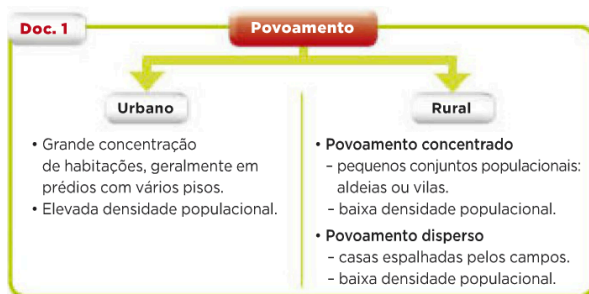 Doc. 1
Povoamento
Urbano
• Grande concentração
de habitações, geralmente em
prédios com vários pisos.
• Elevada densidade populacional.
Rural
• Povoamento concentrado
– pequenos conjuntos populacionais:
aldeias ou vilas.
– baixa densidade populacional.
• Povoamento disperso
– casas espalhadas pelos campos.
– baixa densidade populacional.